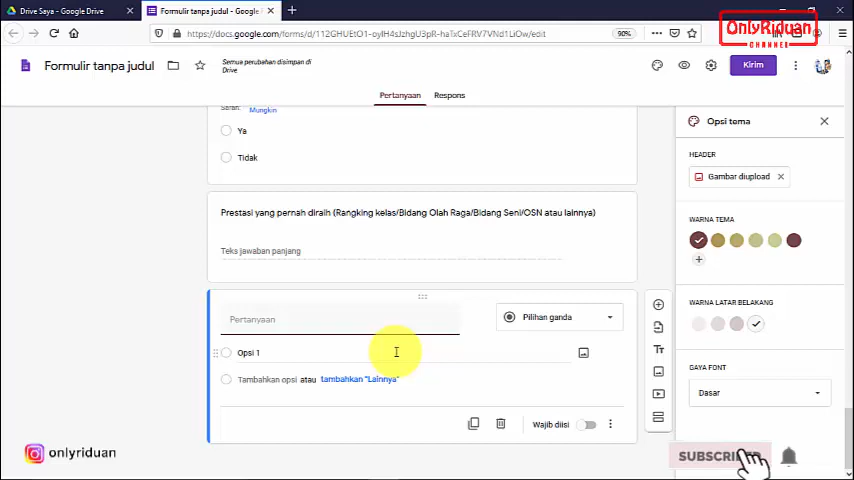 Drive Saya - Google Drive
Formulir tanpa judul - Google F
OnlyRiduan
CHANNEL
https://docs.google.com/forms/d/112GHUEtO1-oyIH4sJzhgU3pR-haTxCeFRV7VNd1LiOw/edit
90%
Formulir tanpa judul
Semua perubahan disimpan di
Drive
Kirim
Pertanyaan
Respons
Saran:
Mungkin
Ya
Tidak
Prestasi yang pernah diraih (Rangking kelas/Bidang Olah Raga/Bidang Seni/OSN atau lainnya)
Teks jawaban panjang
Pertanyaan
Pilihan ganda
Opsi 1
Tambahkan opsi atau tambahkan "Lainnya"
Wajib diisi
Tт
Opsi tema
HEADER
Gambar diupload
WARNA TEMA
WARNA LATAR BELAKANG
GAYA FONT
Dasar
onlyriduan